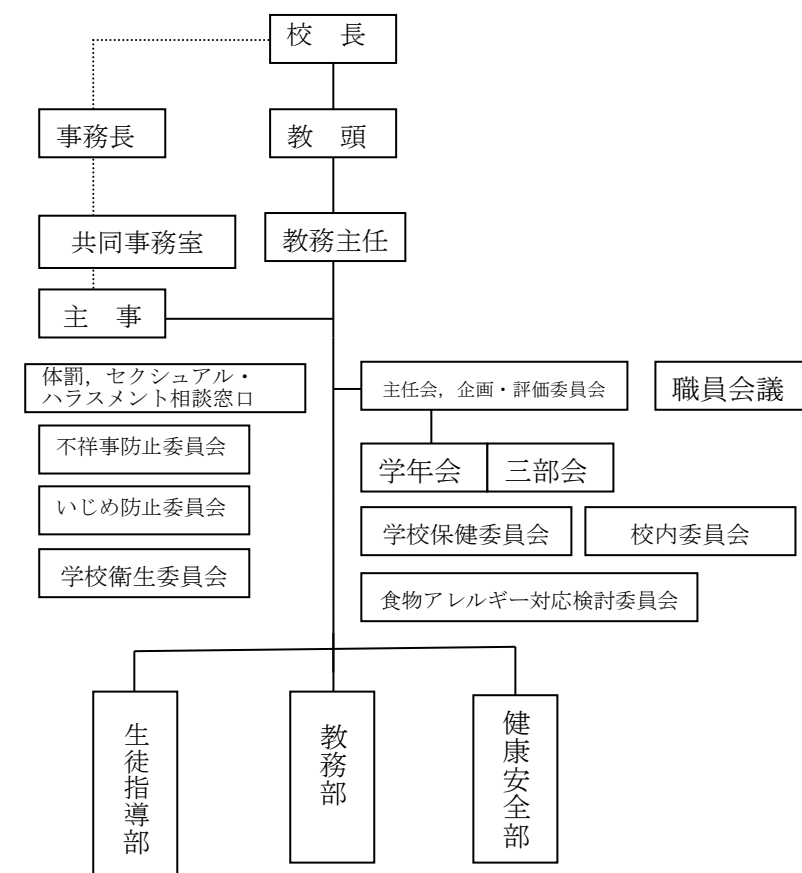 校　長
事務長
教　頭
共同事務室
教務主任
主　事
体罰，セクシュアル・
ハラスメント相談窓口
主任会，企画・評価委員会
職員会議
不祥事防止委員会
学年会
三部会
いじめ防止委員会
学校保健委員会
校内委員会
学校衛生委員会
食物アレルギー対応検討委員会
生徒指導部
教務部
健康安全部